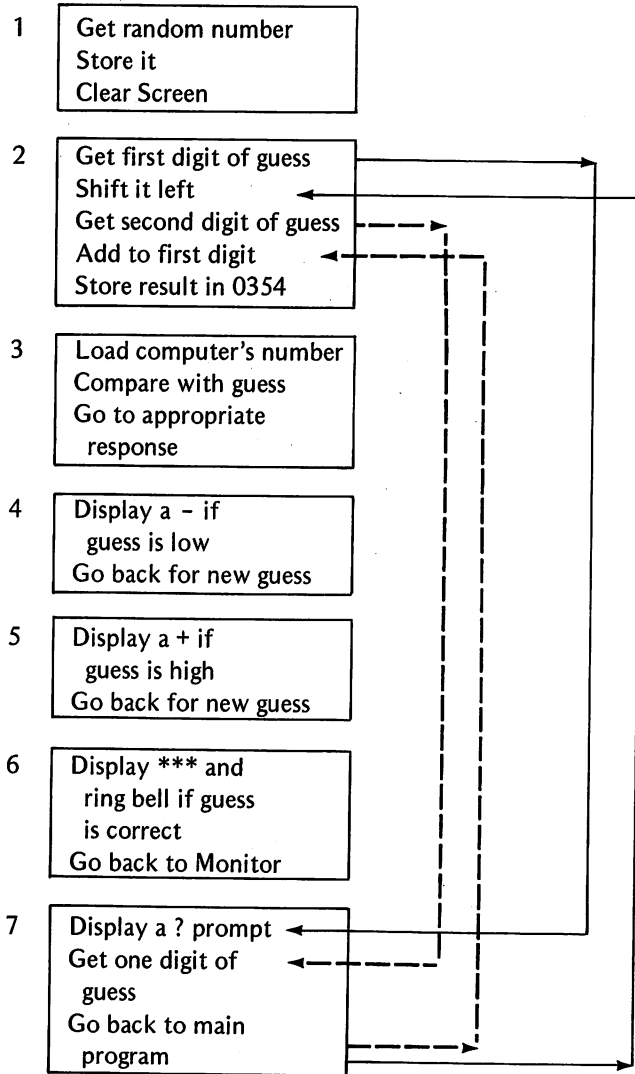 1 Get random number
Store it
Clear Screen
2 Get first digit of guess
Shift it left
Get second digit of guess
Add to first digit
Store result in 0354
3 Load computer's number
Compare with guess
Go to appropriate
response
4 Display a - if
guess is low
Go back for new guess
5 Display a + if
guess is high
Go back for new guess
6 Display *** and
ring bell if guess
is correct
Go back to Monitor
7 Display a ? prompt
Get one digit of
guess
Go back to main
program